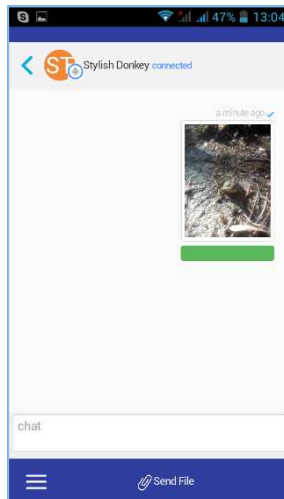 47% 13:04
ST Stylish Donkey connected
a minute ago
chat
Send File